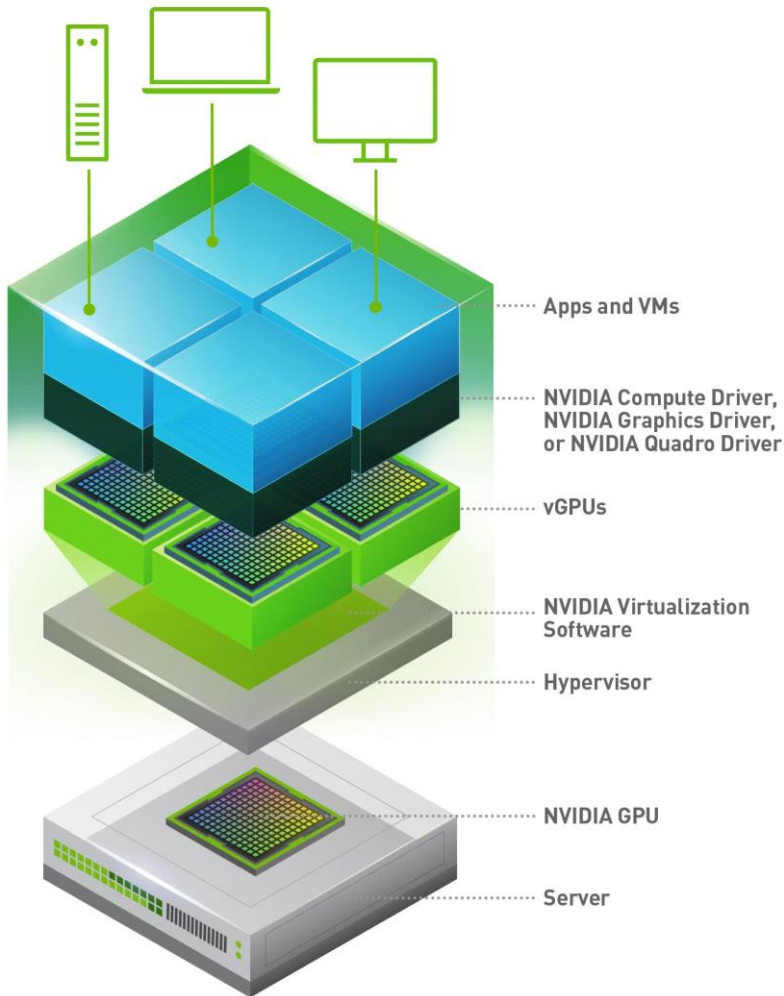 Apps and VMs
NVIDIA Compute Driver,
NVIDIA Graphics Driver,
or NVIDIA Quadro Driver
vGPUs
NVIDIA Virtualization
Software
Hypervisor
NVIDIA GPU
Server